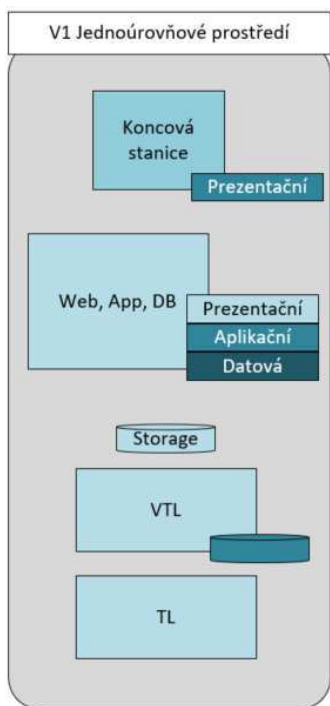 V1 Jednoúrovňové prostředí
Koncová
stanice
Prezentační
Web, App, DB
Prezentační
Aplikační
Datová
Storage
VTL
TL